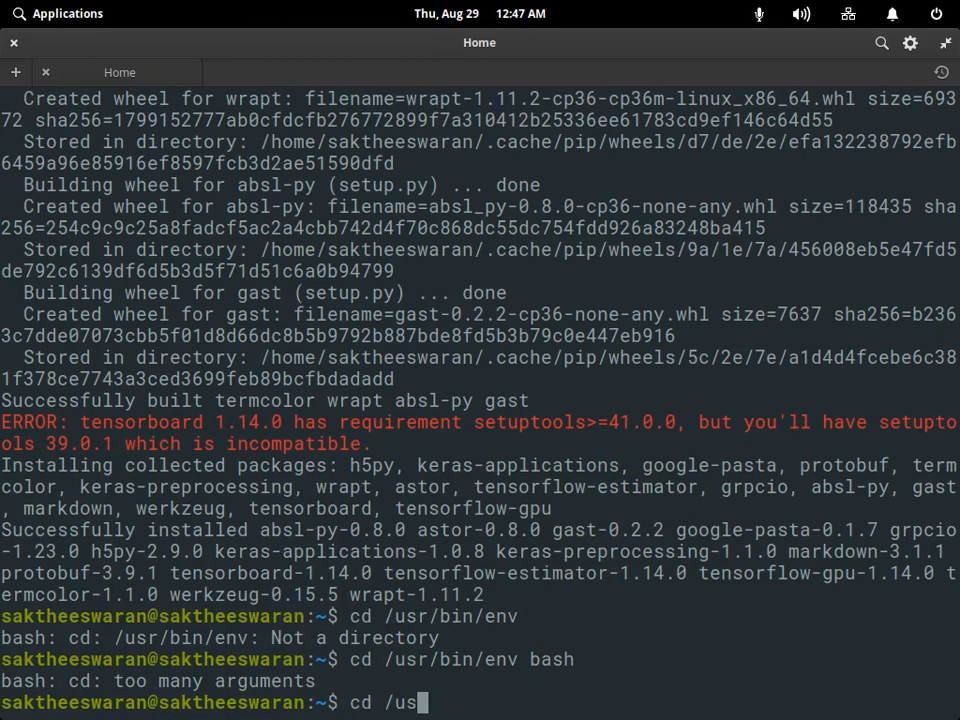 Applications
Thu, Aug 29 12:47 AM
Home
Home
Created wheel for wrapt: filename=wrapt-1.11.2-cp36-cp36m-linux_x86_64.whl size=693
72 sha256=1799152777ab0cfdcfb276772899f7a310412b25336ee61783cd9ef146c64d55
Stored in directory: /home/saktheeswaran/.cache/pip/wheels/d7/de/2e/efa132238792efb
6459a96e85916ef8597fcb3d2ae51590dfd
Building wheel for absl-py (setup.py) ... done
Created wheel for absl-py: filename=absl_py-0.8.0-cp36-none-any.whl size=118435 sha
256=254c9c9c25a8fadcf5ac2a4cbb742d4f70c868dc55dc754fdd926a83248ba415
Stored in directory: /home/saktheeswaran/.cache/pip/wheels/9a/1e/7a/456008eb5e47fd5
de792c6139df6d5b3d5f71d51c6a0b94799
Building wheel for gast (setup.py) ... done
Created wheel for gast: filename=gast-0.2.2-cp36-none-any.whl size=7637 sha256=b236
3c7dde07073cbb5f01d8d66dc8b5b9792b887bde8fd5b3b79c0e447eb916
Stored in directory: /home/saktheeswaran/.cache/pip/wheels/5c/2e/7e/a1d4d4fcebe6c38
1f378ce7743a3ced3699feb89bcfbdadadd
Successfully built termcolor wrapt absl-py gast
ERROR: tensorboard 1.14.0 has requirement setuptools>=41.0.0, but you'll have setupto
ols 39.0.1 which is incompatible.
Installing collected packages: h5py, keras-applications, google-pasta, protobuf, term
color, keras-preprocessing, wrapt, astor, tensorflow-estimator, grpcio, absl-py, gast
, markdown, werkzeug, tensorboard, tensorflow-gpu
Successfully installed absl-py-0.8.0 astor-0.8.0 gast-0.2.2 google-pasta-0.1.7 grpcio
-1.23.0 h5py-2.9.0 keras-applications-1.0.8 keras-preprocessing-1.1.0 markdown-3.1.1
protobuf-3.9.1 tensorboard-1.14.0 tensorflow-estimator-1.14.0 tensorflow-gpu-1.14.0 t
ermcolor-1.1.0 werkzeug-0.15.5 wrapt-1.11.2
saktheeswaran@saktheeswaran:~$ cd /usr/bin/env
bash: cd: /usr/bin/env: Not a directory
saktheeswaran@saktheeswaran:~$ cd /usr/bin/env bash
bash: cd: too many arguments
saktheeswaran@saktheeswaran:~$ cd /us